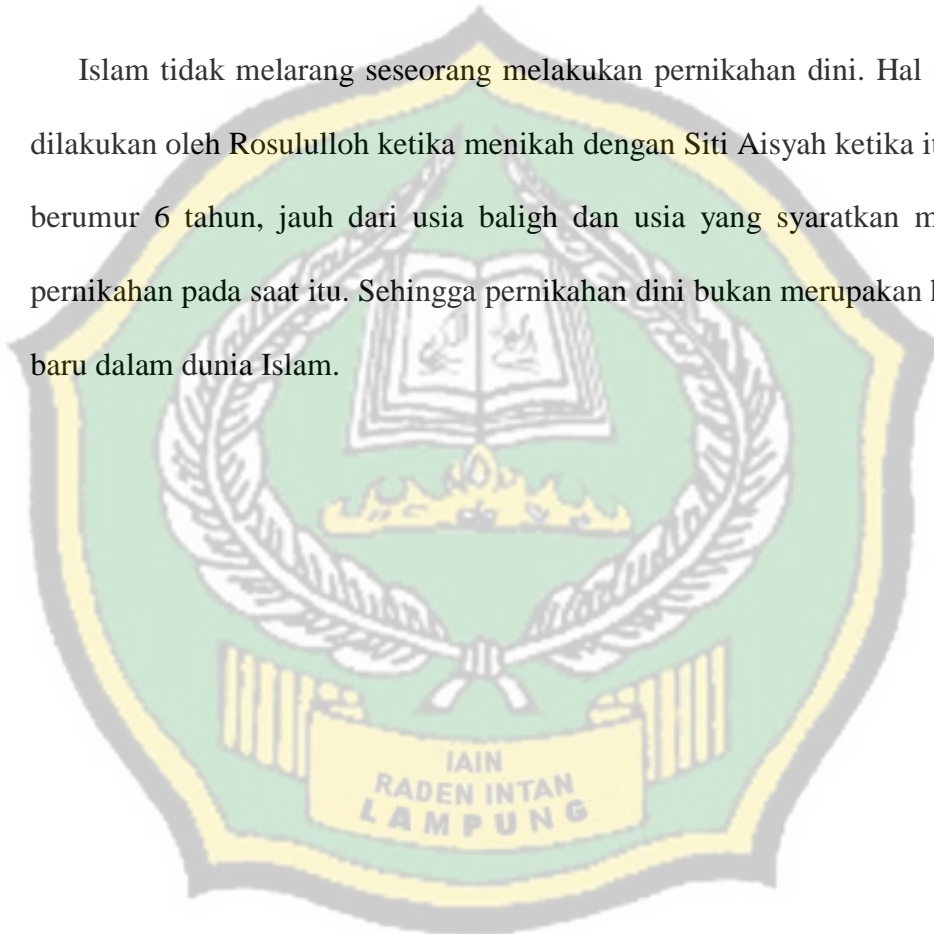 Islam tidak melarang seseorang melakukan pernikahan dini. Hal
dilakukan oleh Rosululloh ketika menikah dengan Siti Aisyah ketika
berumur 6 tahun, jauh dari usia baligh dan usia yang syaratkan
pernikahan pada saat itu. Sehingga pernikahan dini bukan merupakan
baru dalam dunia Islam.
IAIN
RADEN INTAN
LAMPUNG